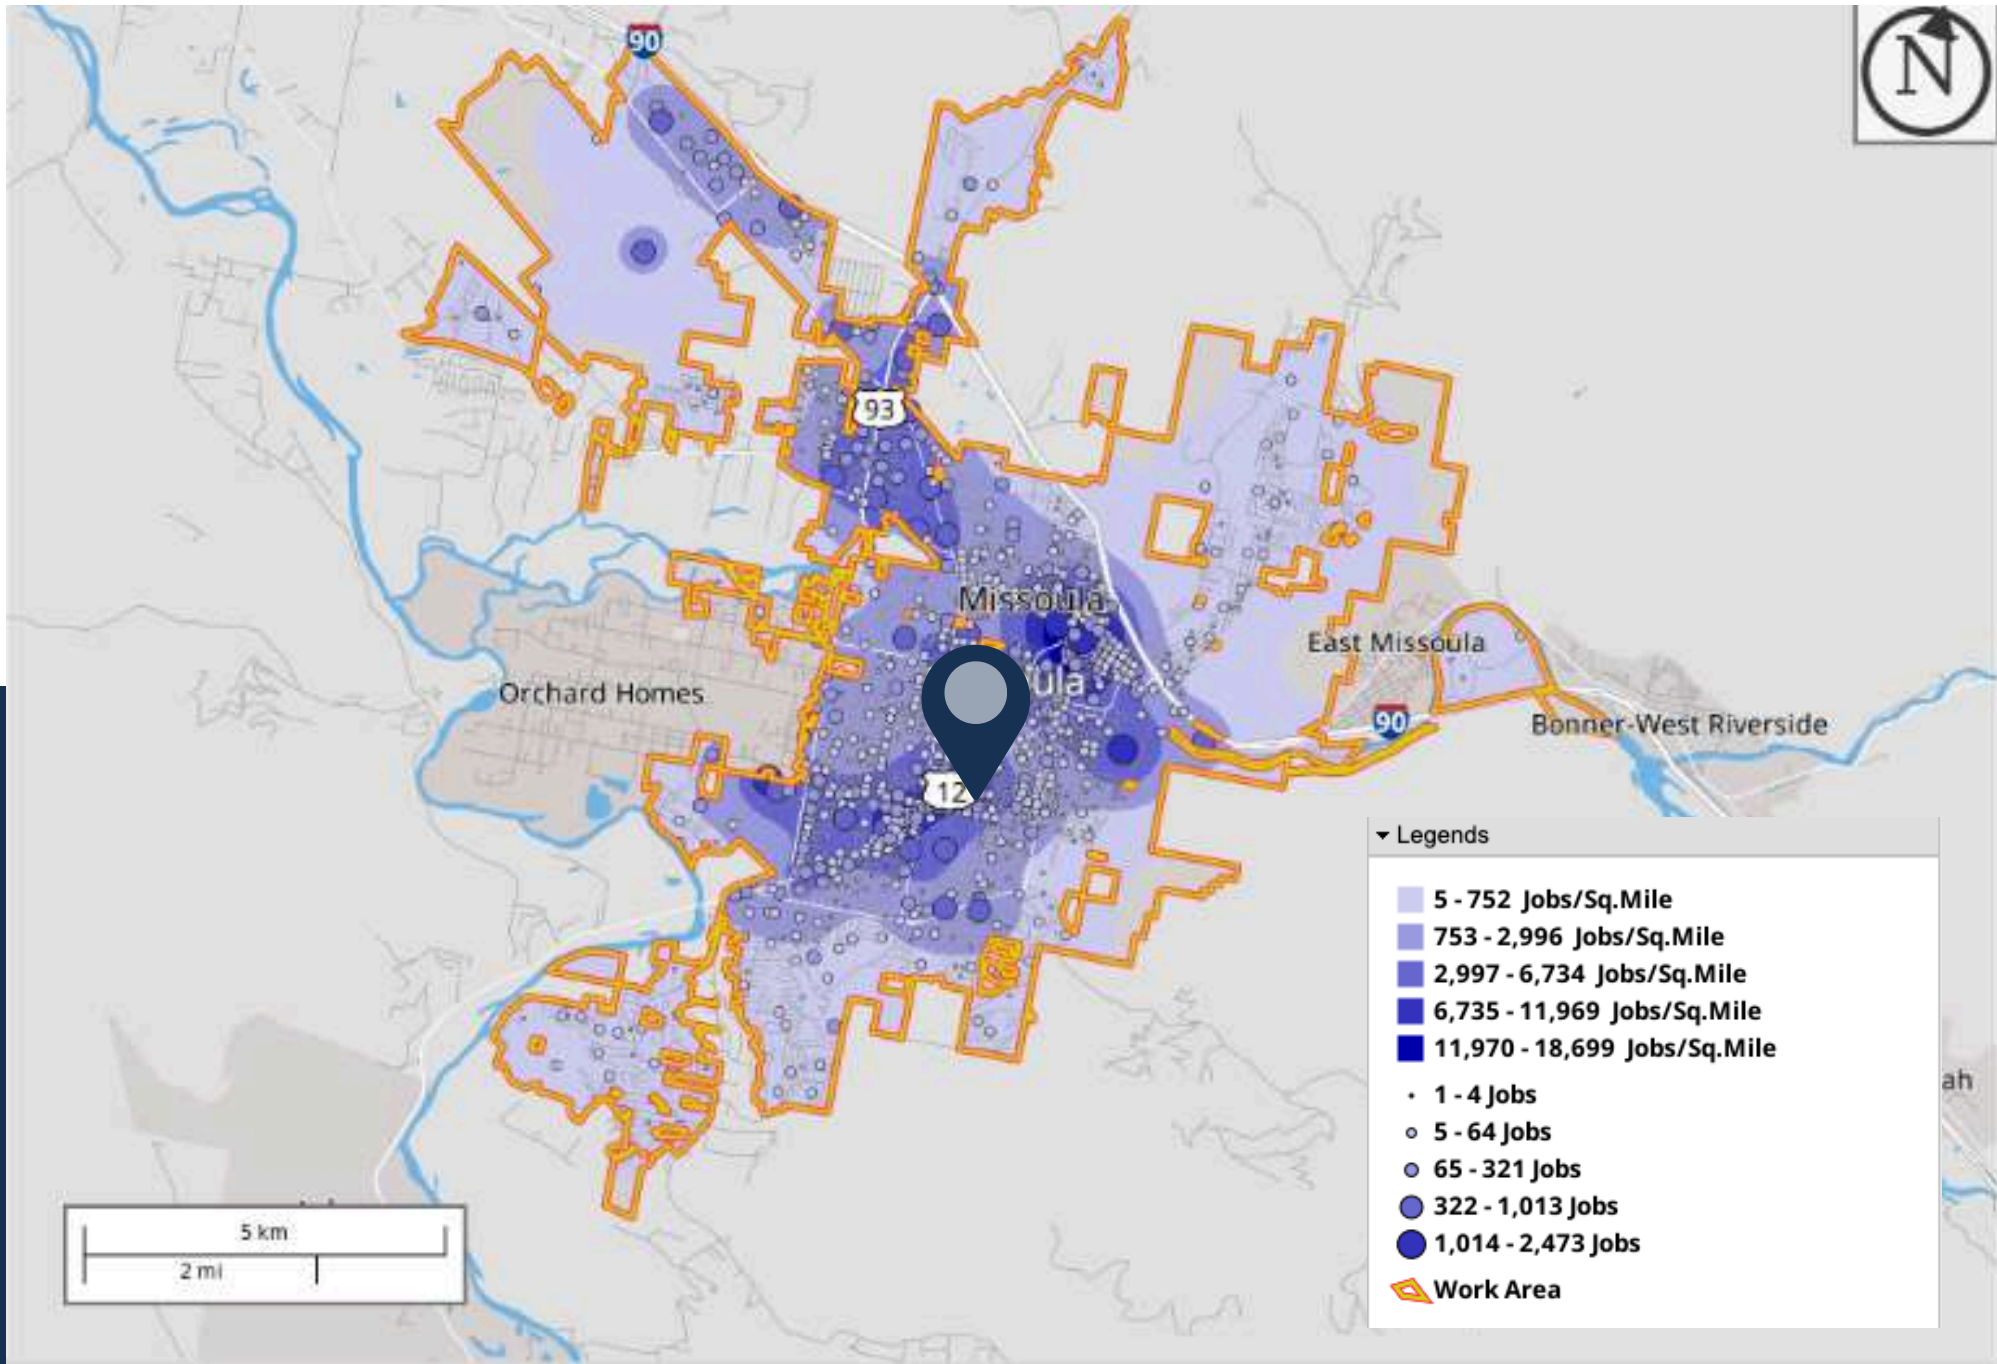 90
N
93
Missoula
ula
East Missoula
Orchard Homes
90
Bonner-West Riverside
12
Legends
5 - 752 Jobs/Sq.Mile
753 - 2,996 Jobs/Sq.Mile
2,997 - 6,734 Jobs/Sq.Mile
6,735 - 11,969 Jobs/Sq.Mile
11,970 - 18,699 Jobs/Sq.Mile
1 - 4 Jobs
5 - 64 Jobs
65 - 321 Jobs
322 - 1,013 Jobs
1,014 - 2,473 Jobs
Work Area
ah
5 km
2 mi